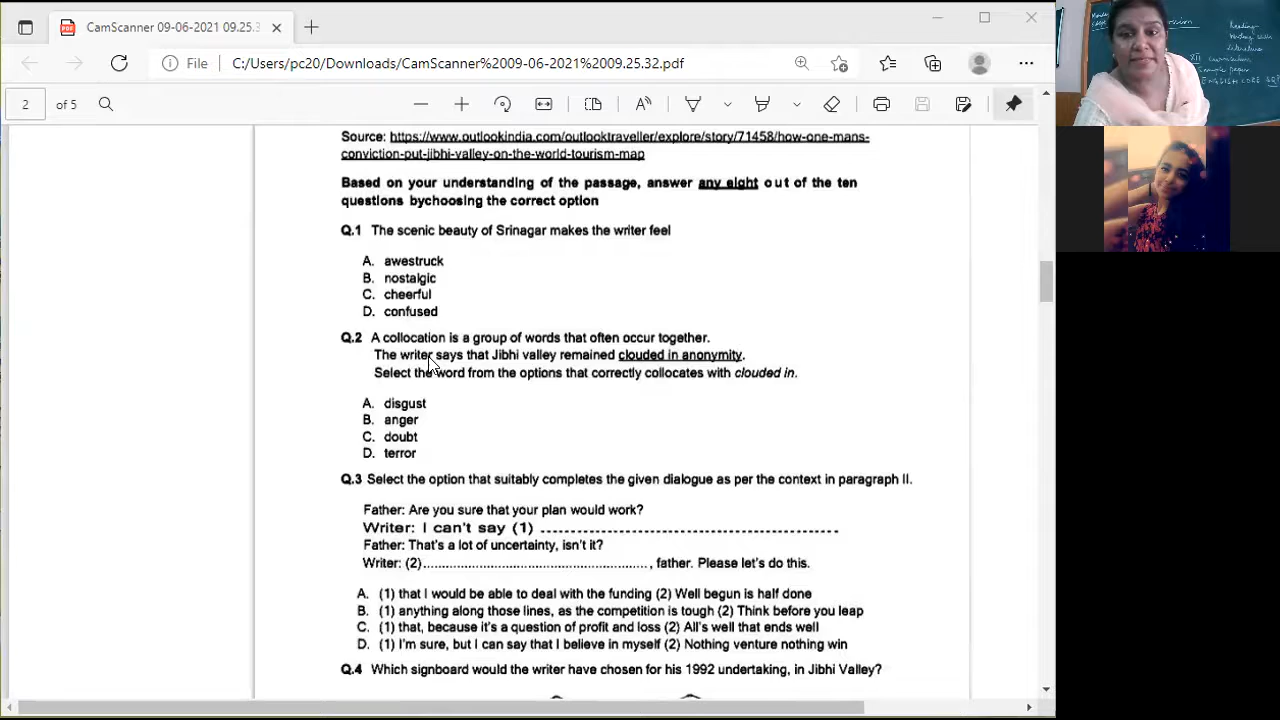 CamScanner 09-06-2021 09.25.3
File C:/Users/pc20/Downloads/CamScanner%2009-06-2021%2009.25.32.pdf
2 of 5
Source: https://www.outlookindia.com/outlooktraveller/explore/story/71458/how-one-mans-
conviction-put-jibhi-valley-on-the-world-tourism-map
Based on your understanding of the passage, answer any eight out of the ten
questions bychoosing the correct option
Q.1 The scenic beauty of Srinagar makes the writer feel
A. awestruck
B. nostalgic
C. cheerful
D. confused
Q.2 A collocation is a group of words that often occur together.
The writer says that Jibhi valley remained clouded in anonymity.
Select the word from the options that correctly collocates with clouded in.
A. disgust
B. anger
C. doubt
D. terror
Q.3 Select the option that suitably completes the given dialogue as per the context in paragraph II.
Father: Are you sure that your plan would work?
Writer: I can't say (1) ...............................................
Father: That's a lot of uncertainty, isn't it?
Writer: (2)......................................................, father. Please let's do this.
A. (1) that I would be able to deal with the funding (2) Well begun is half done
B. (1) anything along those lines, as the competition is tough (2) Think before you leap
C. (1) that, because it's a question of profit and loss (2) All's well that ends well
D. (1) I'm sure, but I can say that I believe in myself (2) Nothing venture nothing win
Q.4 Which signboard would the writer have chosen for his 1992 undertaking, in Jibhi Valley?
Reading
Writing with
Literature
XII curriculum
Sample paper
ENGLISH CORE